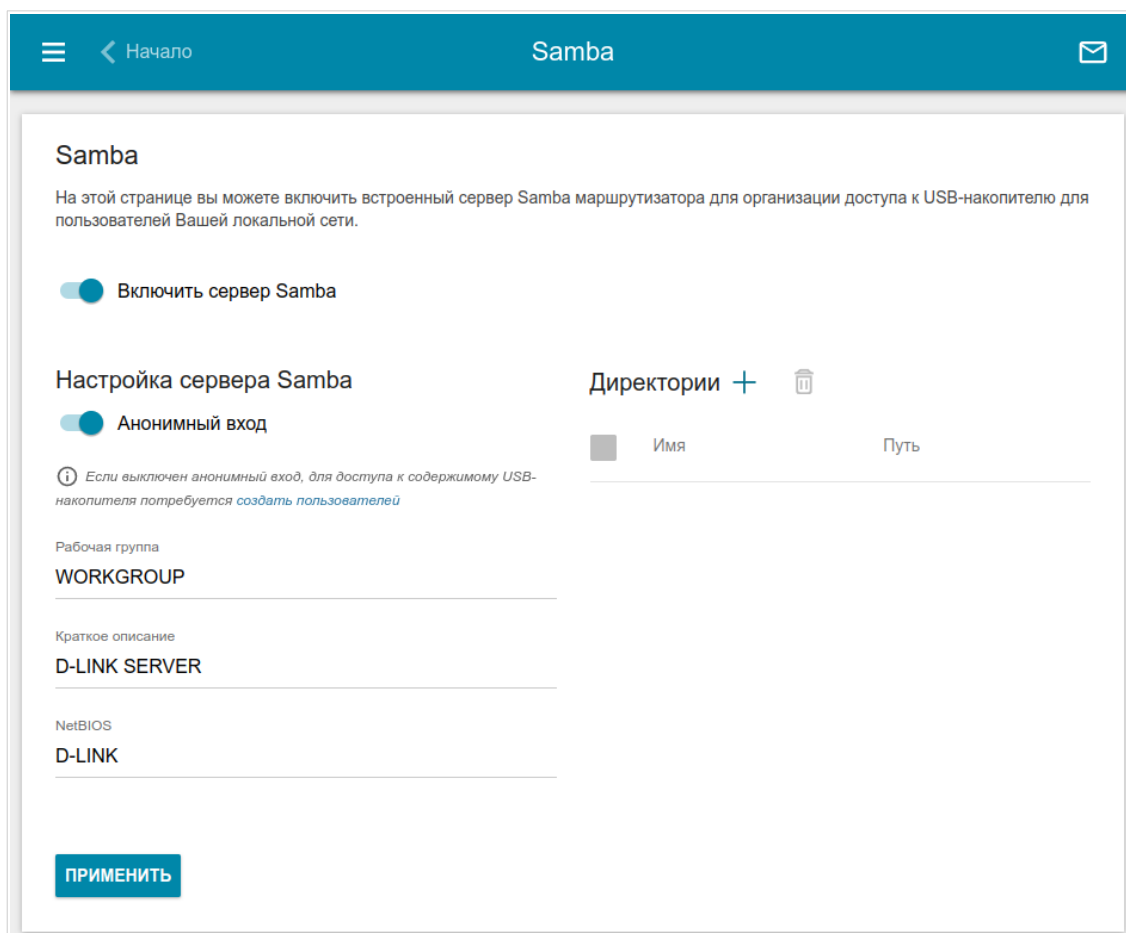 Начало
Samba
Samba
На этой странице вы можете включить встроенный сервер Samba маршрутизатора для организации доступа к USB-накопителю для
пользователей Вашей локальной сети.
Включить сервер Samba
Настройка сервера Samba
Анонимный вход
Если выключен анонимный вход, для доступа к содержимому USB-
накопителя потребуется создать пользователей
Рабочая группа
WORKGROUP
Краткое описание
D-LINK SERVER
NetBIOS
D-LINK
ПРИМЕНИТЬ
Директории
Имя Путь